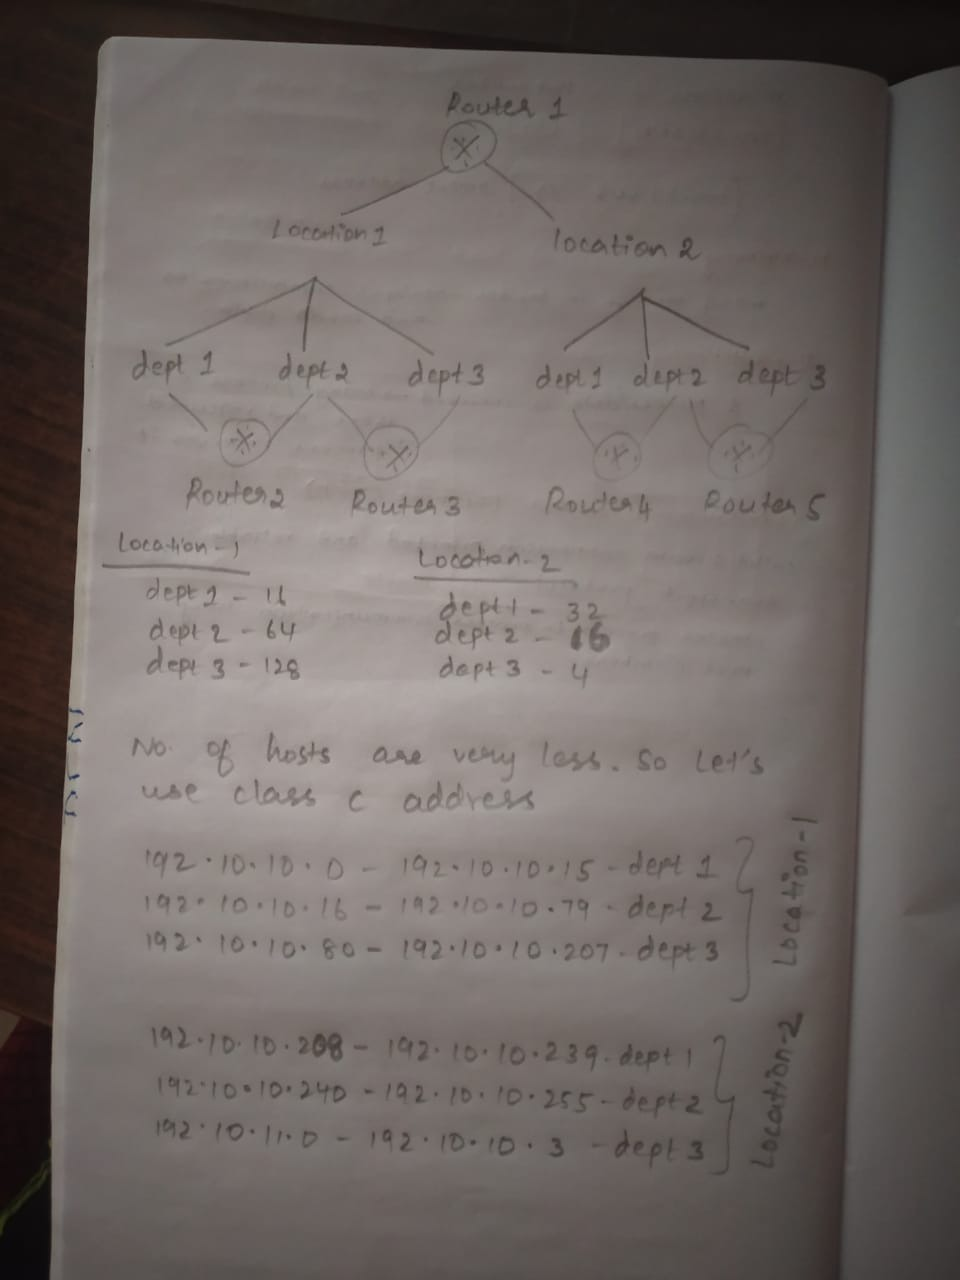 Router 1
Location 1
location 2
dept 1 dept 2 dept 3 dept 1 dept 2 dept 3
Router 2 Router 3 Router 4 Router 5
Location-1 Location-2
dept 1 - 16 dept 1 - 32
dept 2 - 64 dept 2 - 16
dept 3 - 128 dept 3 - 4
No. of hosts are very less. So Let's
use class c address
192.10.10.0 - 192.10.10.15 - dept 1
192.10.10.16 - 192.10.10.79 - dept 2
192.10.10.80 - 192.10.10.207 - dept 3
Location-1
192.10.10.208 - 192.10.10.239 - dept 1
192.10.10.240 - 192.10.10.255 - dept 2
192.10.11.0 - 192.10.10.3 - dept 3
Location-2